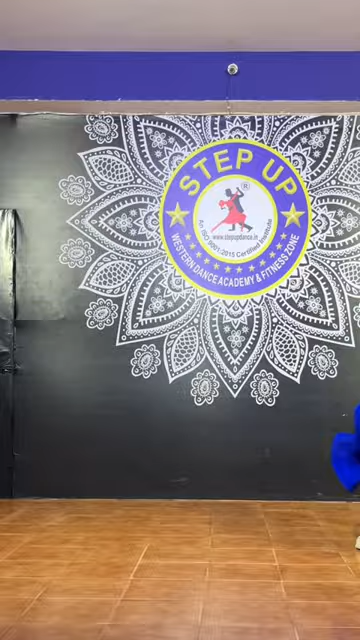 STEP UP
®
An ISO 9001:2015 Certified Institute
www.stepupdance.in
WESTERN DANCE ACADEMY & FITNESS ZONE